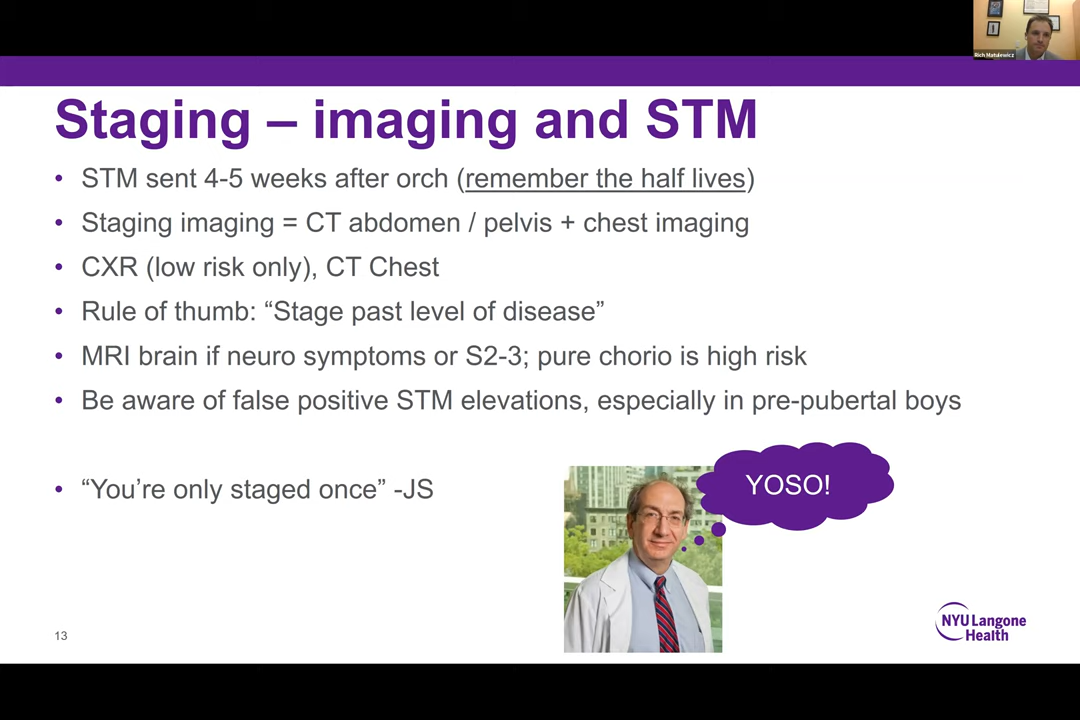 Rich Matulewicz
Staging – imaging and STM
• STM sent 4-5 weeks after orch (remember the half lives)
• Staging imaging = CT abdomen / pelvis + chest imaging
• CXR (low risk only), CT Chest
• Rule of thumb: “Stage past level of disease”
• MRI brain if neuro symptoms or S2-3; pure chorio is high risk
• Be aware of false positive STM elevations, especially in pre-pubertal boys
• “You’re only staged once” -JS
YOSO!
13
NYU Langone
Health